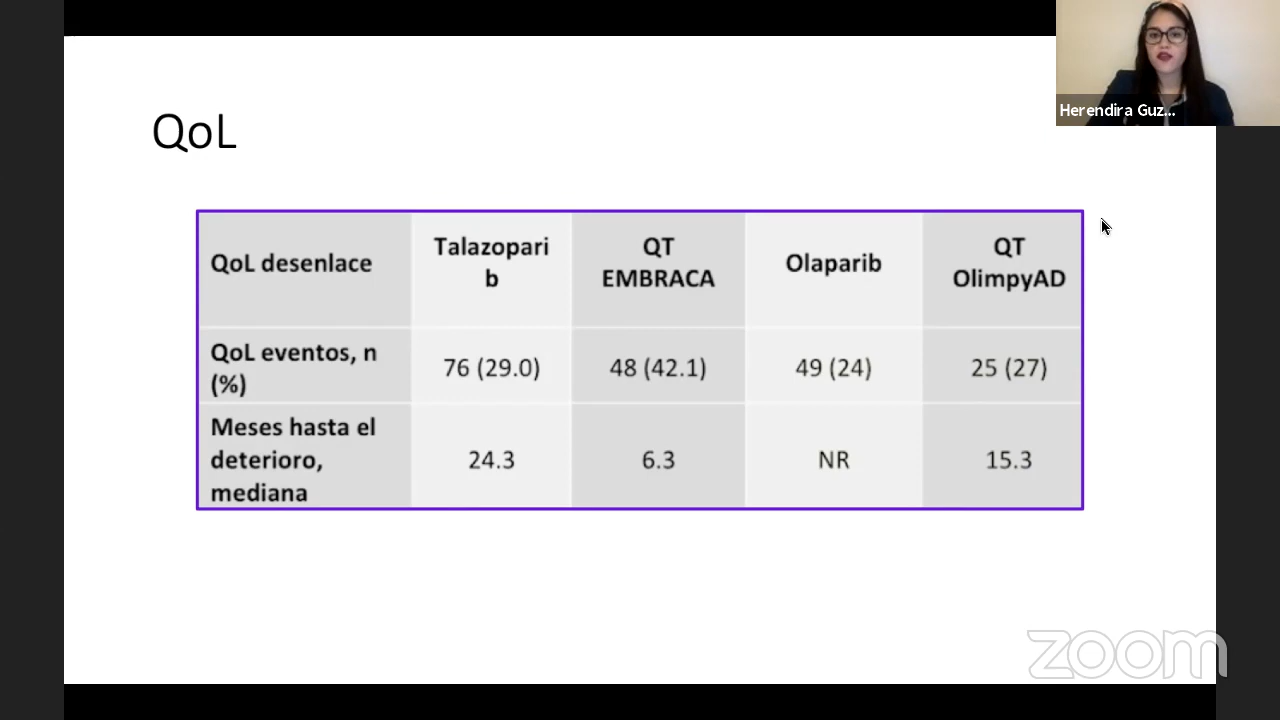 Herendira Guz...
QoL
QoL desenlace
Talazopari
b
QT
EMBRACA
Olaparib
QT
OlimpyAD
QoL eventos, n
(%)
76 (29.0)
48 (42.1)
49 (24)
25 (27)
Meses hasta el
deterioro,
mediana
24.3
6.3
NR
15.3
zoom